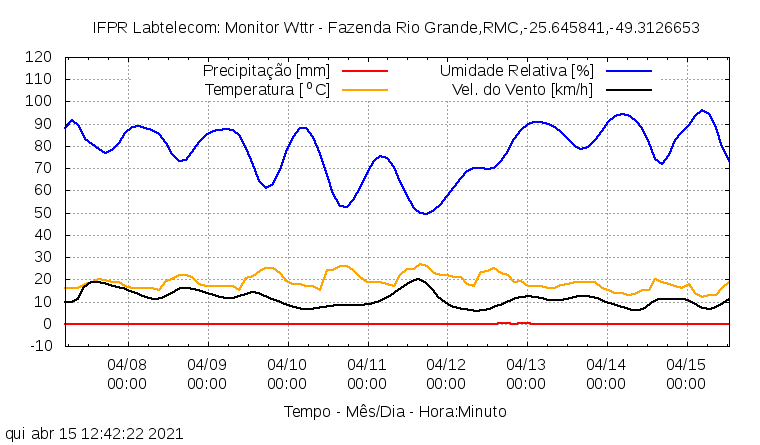 IFPR Labtelecom: Monitor Wttr - Fazenda Rio Grande,RMC,-25.645841,-49.3126653
120
110
100
90
80
70
60
50
40
30
20
10
0
-10
Precipitação [mm]
Temperatura [⁰C]
Umidade Relativa [%]
Vel. do Vento [km/h]
04/08 04/09 04/10 04/11 04/12 04/13 04/14 04/15
00:00 00:00 00:00 00:00 00:00 00:00 00:00 00:00
Tempo - Mês/Dia - Hora:Minuto
qui abr 15 12:42:22 2021